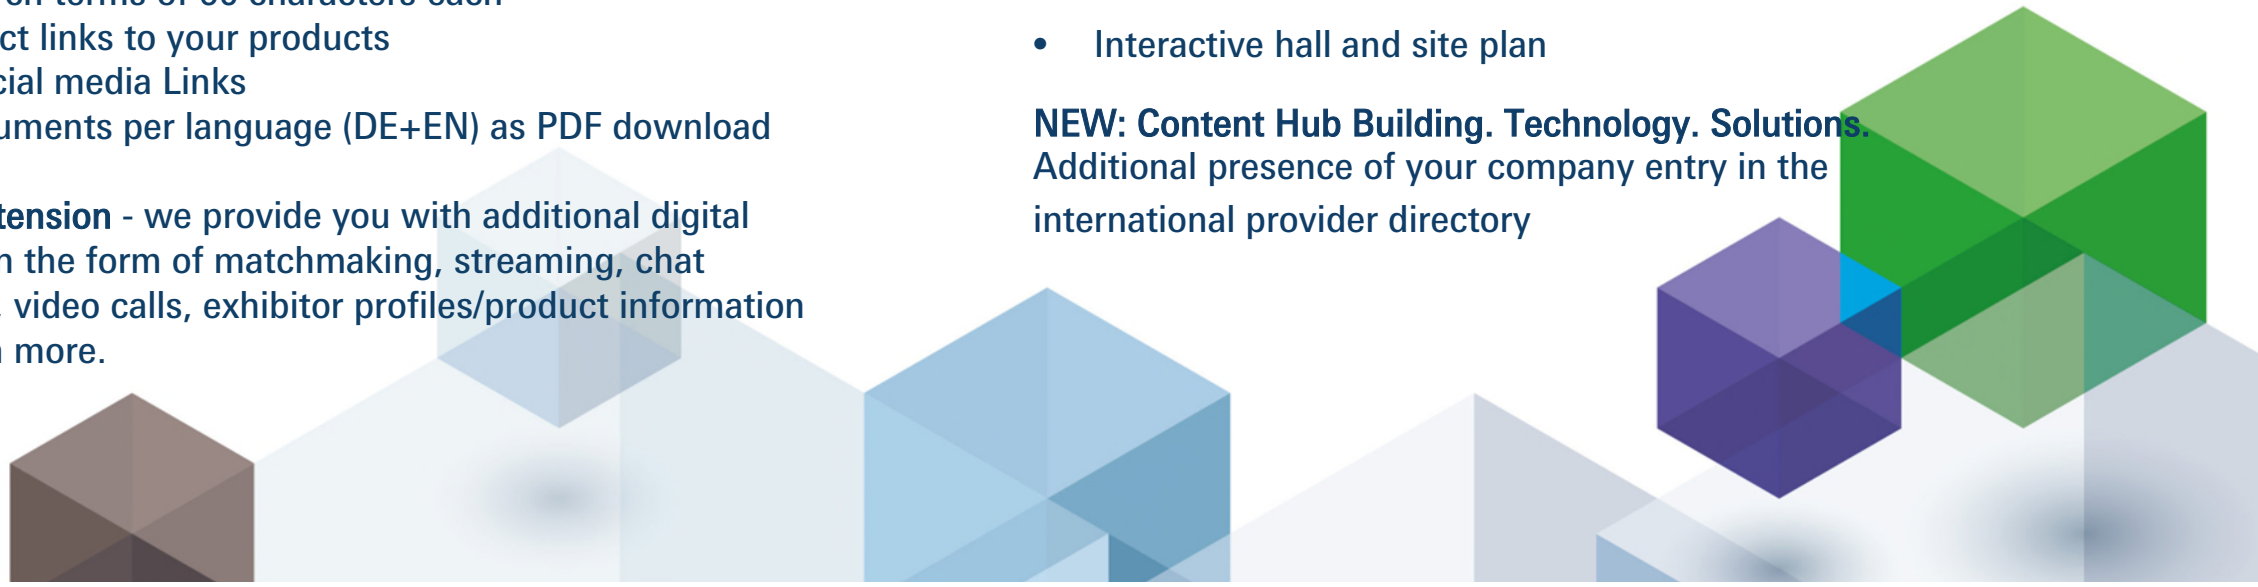 ct links to your products
cial media Links
uments per language (DE+EN) as PDF download
tension - we provide you with additional digital
n the form of matchmaking, streaming, chat
, video calls, exhibitor profiles/product information
more.
• Interactive hall and site plan
NEW: Content Hub Building. Technology. Solutions.
Additional presence of your company entry in the
international provider directory